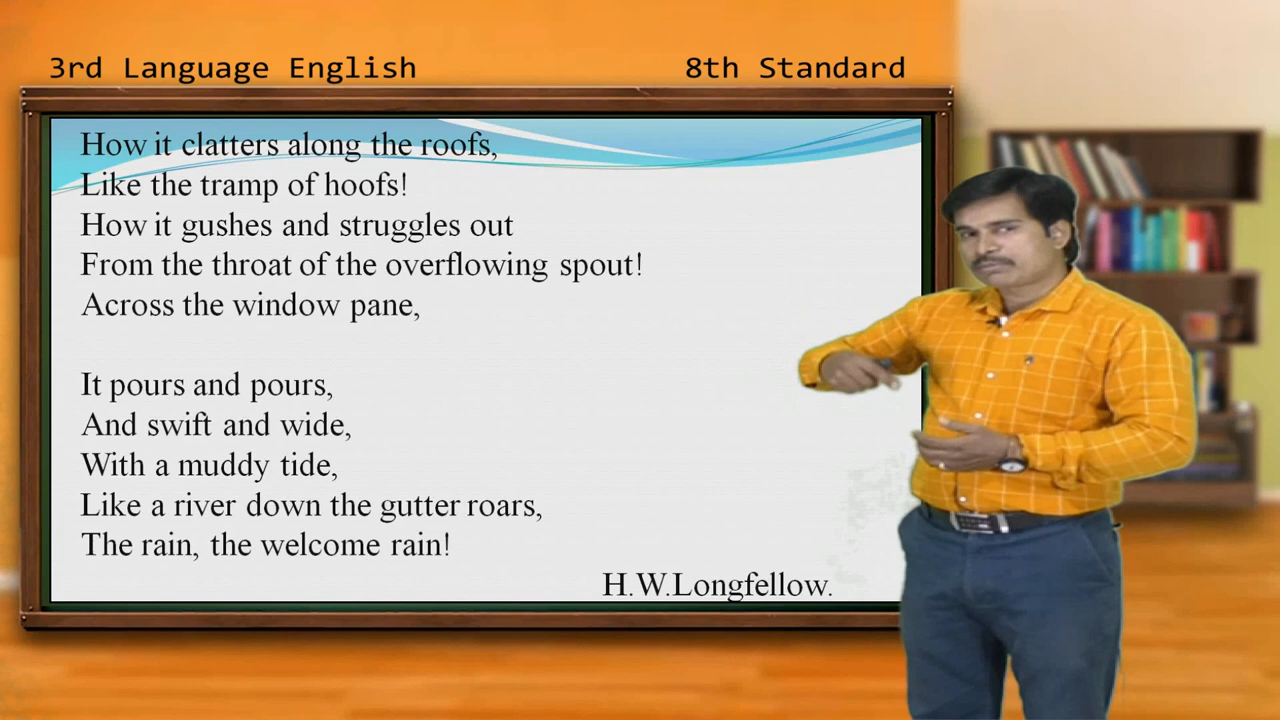 3rd Language English
8th Standard
How it clatters along the roofs,
Like the tramp of hoofs!
How it gushes and struggles out
From the throat of the overflowing spout!
Across the window pane,
It pours and pours,
And swift and wide,
With a muddy tide,
Like a river down the gutter roars,
The rain, the welcome rain!
H.W.Longfellow.